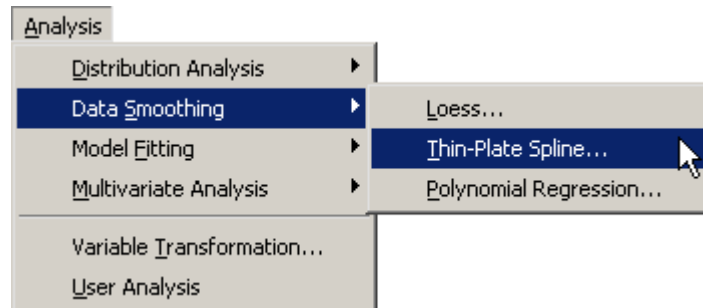 Analysis
Distribution Analysis
Data Smoothing
Model Fitting
Multivariate Analysis
Variable Transformation...
User Analysis
Loess...
Thin-Plate Spline...
Polynomial Regression...